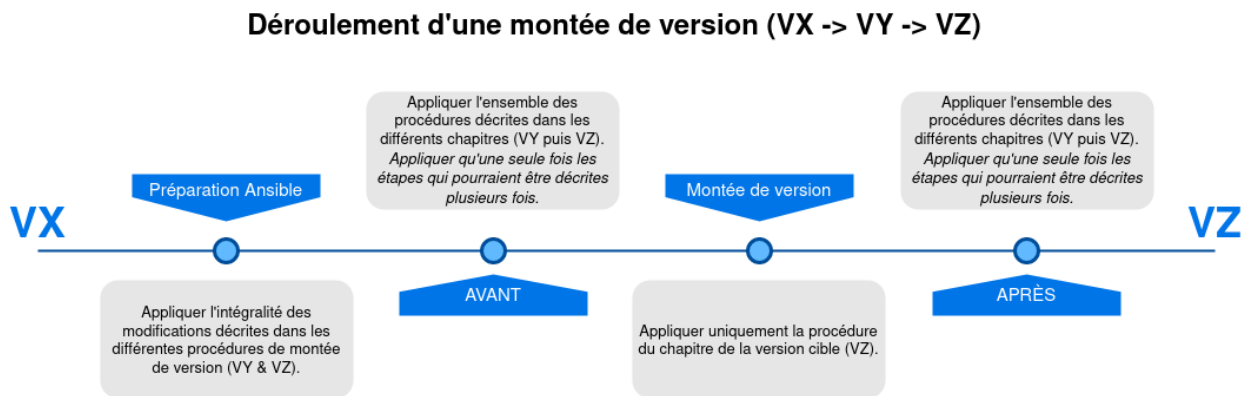 Déroulement d'une montée de version (VX -> VY -> VZ)
VX
Préparation Ansible
Appliquer l'intégralité des
modifications décrites dans les
différentes procédures de montée
de version (VY & VZ).
Appliquer l'ensemble des
procédures décrites dans les
différents chapitres (VY puis VZ).
Appliquer qu'une seule fois les
étapes qui pourraient être décrites
plusieurs fois.
AVANT
Montée de version
Appliquer uniquement la procédure
du chapitre de la version cible (VZ).
Appliquer l'ensemble des
procédures décrites dans les
différents chapitres (VY puis VZ).
Appliquer qu'une seule fois les
étapes qui pourraient être décrites
plusieurs fois.
APRÈS
VZ